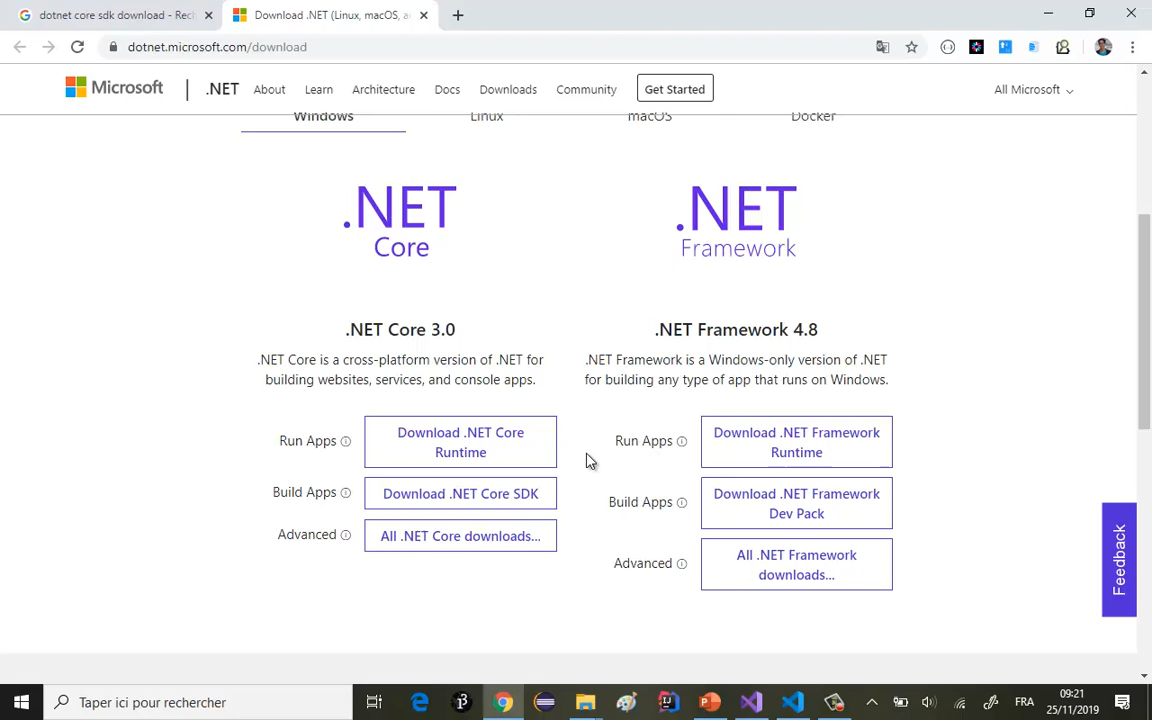 dotnet core sdk download - Rech
Download .NET (Linux, macOS, a
dotnet.microsoft.com/download
Microsoft
.NET
About
Learn
Architecture
Docs
Downloads
Community
Get Started
All Microsoft
Windows
Linux
macOS
Docker
.NET
Core
.NET
Framework
.NET Core 3.0
.NET Framework 4.8
.NET Core is a cross-platform version of .NET for
building websites, services, and console apps.
.NET Framework is a Windows-only version of .NET
for building any type of app that runs on Windows.
Run Apps
Download .NET Core
Runtime
Build Apps
Download .NET Core SDK
Advanced
All .NET Core downloads...
Run Apps
Download .NET Framework
Runtime
Build Apps
Download .NET Framework
Dev Pack
Advanced
All .NET Framework
downloads...
Feedback
Taper ici pour rechercher
FRA
09:21
25/11/2019